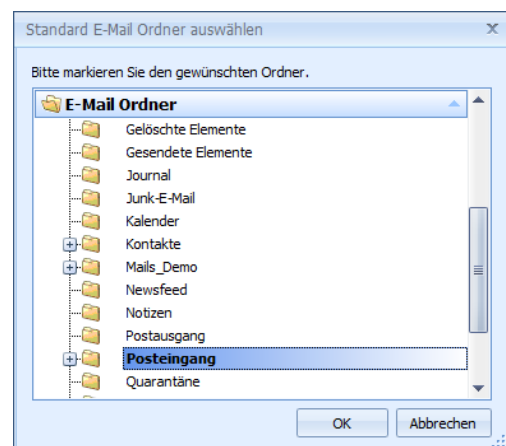 Standard E-Mail Ordner auswählen
Bitte markieren Sie den gewünschten Ordner.
E-Mail Ordner
Gelöschte Elemente
Gesendete Elemente
Journal
Junk-E-Mail
Kalender
Kontakte
Mails_Demo
Newsfeed
Notizen
Postausgang
Posteingang
Quarantäne
OK
Abbrechen